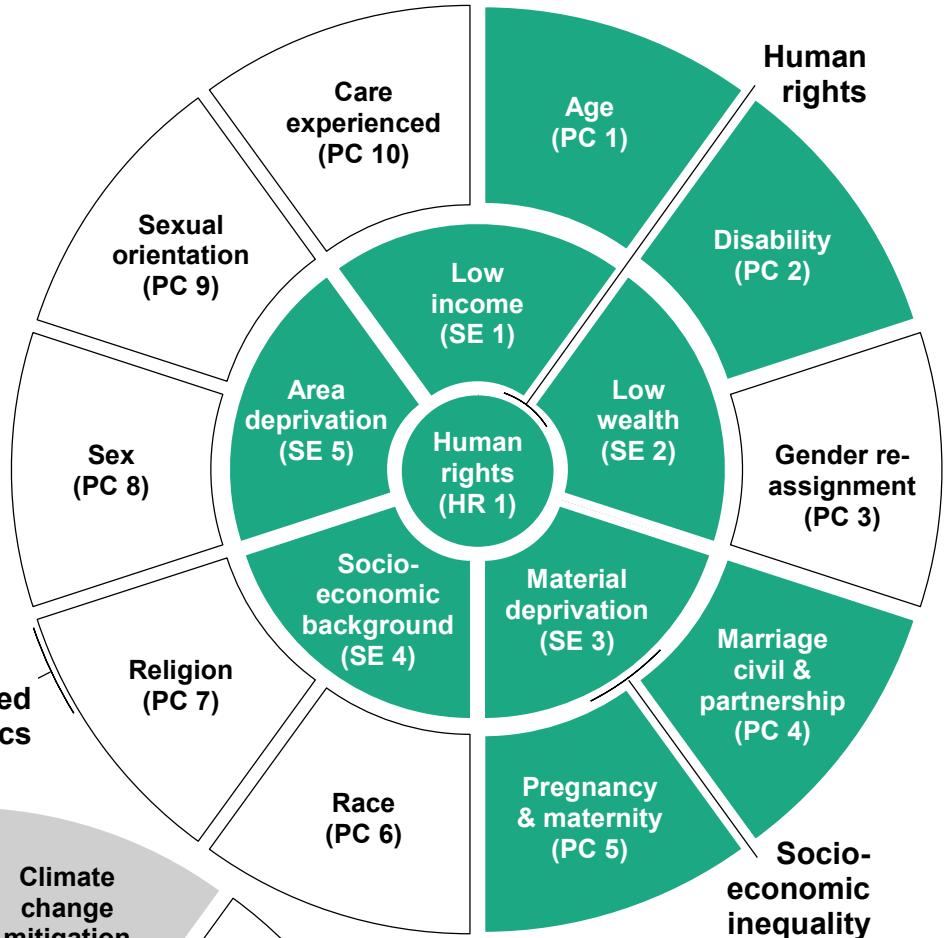 Human
rights
Care
experienced
(PC 10)
Age
(PC 1)
Sexual
orientation
(PC 9)
Disability
(PC 2)
Low
income
(SE 1)
Area
deprivation
(SE 5)
Low
wealth
(SE 2)
Human
rights
(HR 1)
Sex
(PC 8)
Gender re-
assignment
(PC 3)
Socio-
economic
background
(SE 4)
Material
deprivation
(SE 3)
Religion
(PC 7)
Marriage
civil &
partnership
(PC 4)
ed
cs
Race
(PC 6)
Pregnancy
& maternity
(PC 5)
Socio-
economic
inequality
Climate
change
mitigation